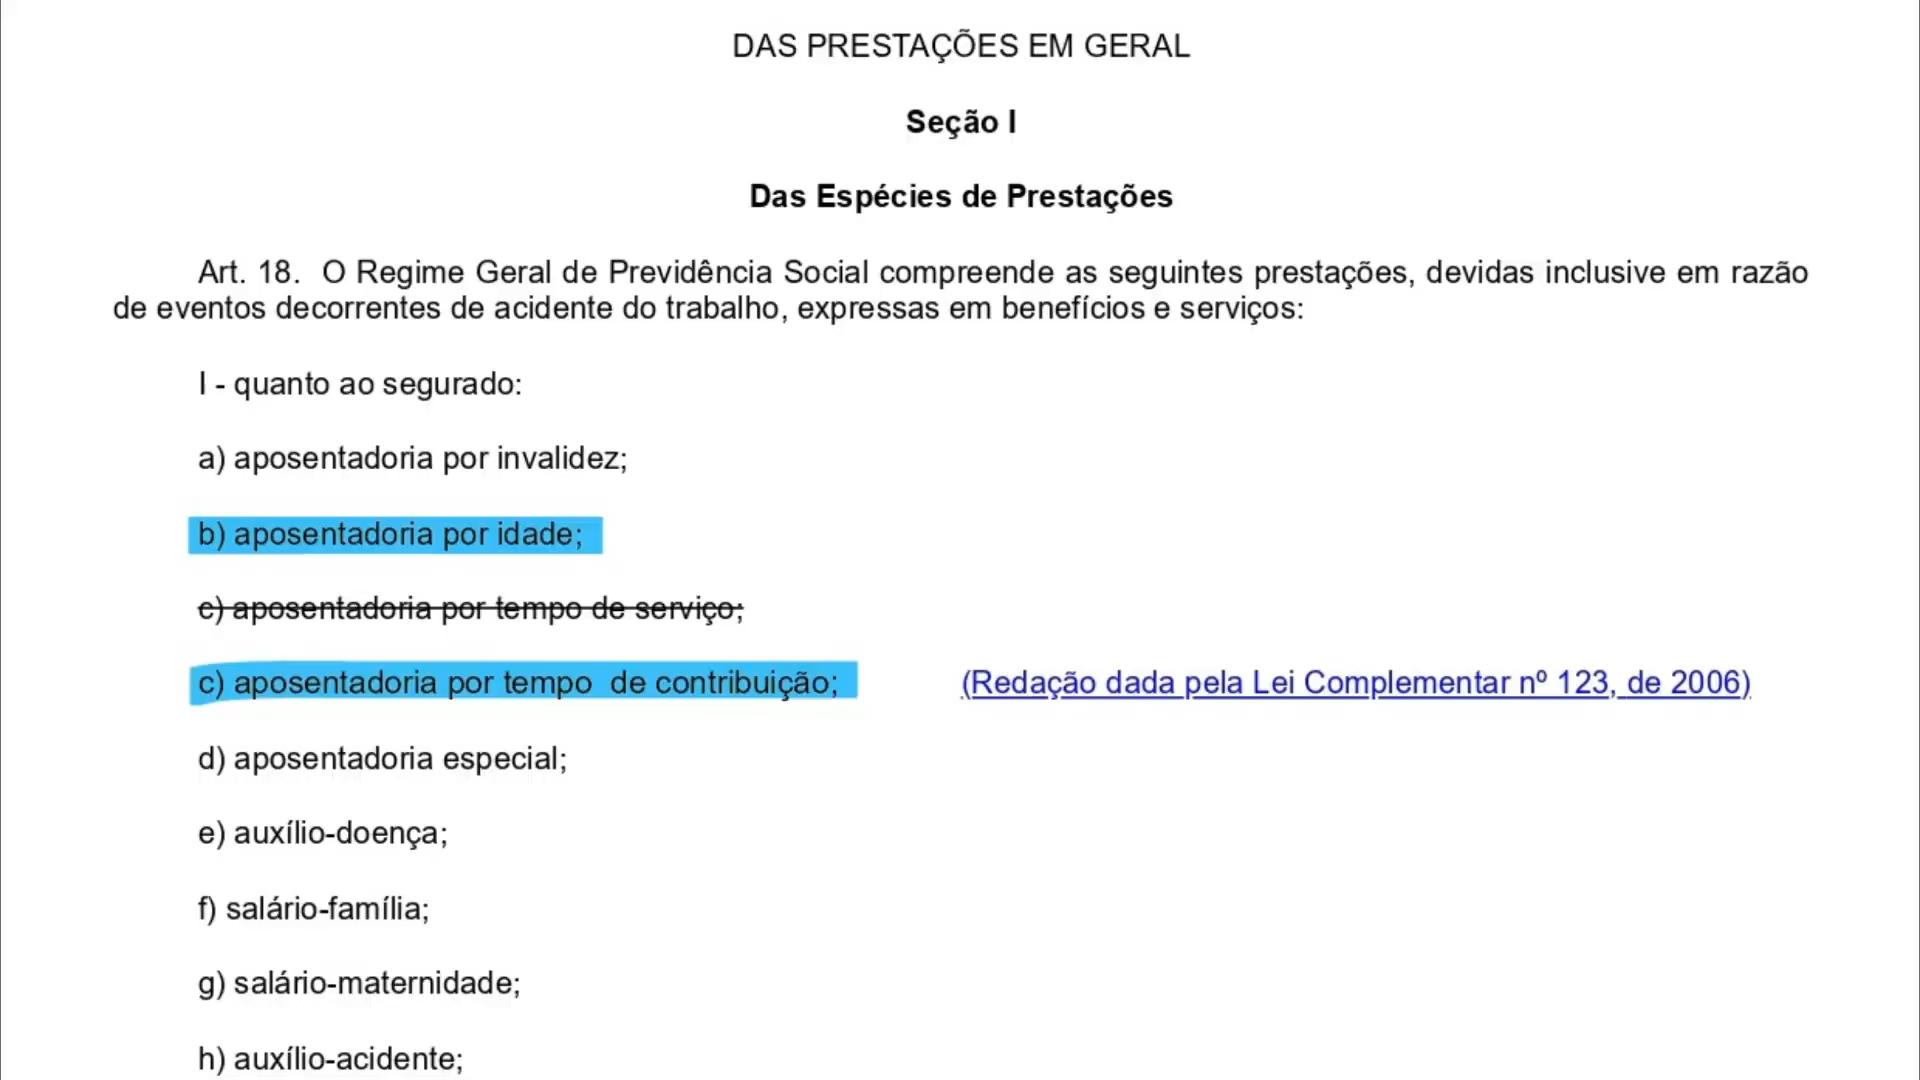 DAS PRESTAÇÕES EM GERAL
Seção I
Das Espécies de Prestações
Art. 18. O Regime Geral de Previdência Social compreende as seguintes prestações, devidas inclusive em razão
de eventos decorrentes de acidente do trabalho, expressas em benefícios e serviços:
I - quanto ao segurado:
a) aposentadoria por invalidez;
b) aposentadoria por idade;
c) aposentadoria por tempo de serviço;
c) aposentadoria por tempo de contribuição; (Redação dada pela Lei Complementar nº 123, de 2006)
d) aposentadoria especial;
e) auxílio-doença;
f) salário-família;
g) salário-maternidade;
h) auxílio-acidente;